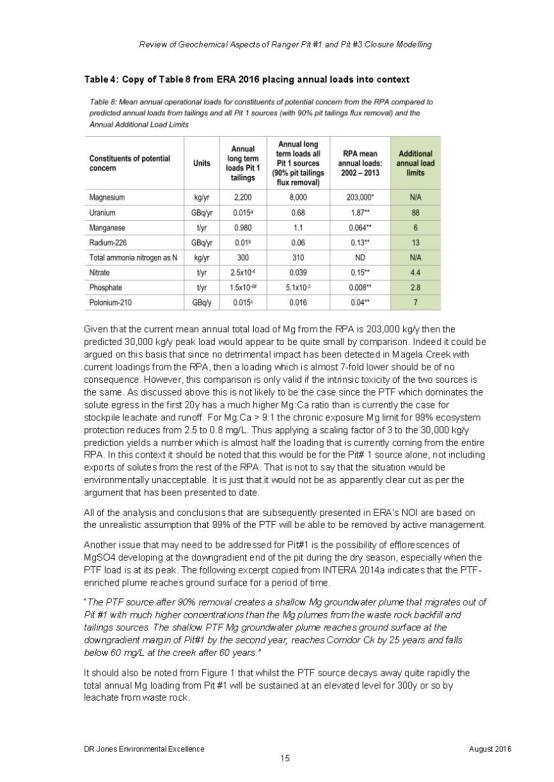 Review of Geochemical Aspects of Ranger Pit #1 and Pit #3 Closure Modelling
Table 4: Copy of Table 8 from ERA 2016 placing annual loads into context
Table 8: Mean annual operational loads for constituents of potential concern from the RPA compared to
predicted annual loads from tailings and all Pit 1 sources (with 90% pit tailings flux removal) and the
Annual Additional Load Limits
Constituents of potential concern Units Annual long term loads Pit 1 tailings Annual long term loads all Pit 1 sources (90% pit tailings flux removal) RPA mean annual loads: 2002 – 2013 Additional annual load limits
Magnesium kg/yr 2,200 8,000 203,000* N/A
Uranium GBq/yr 0.015ᵃ 0.68 1.87** 88
Manganese t/yr 0.980 1.1 0.064** 6
Radium-226 GBq/yr 0.01ᵇ 0.06 0.13** 13
Total ammonia nitrogen as N kg/yr 300 310 ND N/A
Nitrate t/yr 2.5x10⁻⁴ 0.039 0.15** 4.4
Phosphate t/yr 1.5x10⁻⁴# 5.1x10⁻³ 0.008** 2.8
Polonium-210 GBq/y 0.015ᶜ 0.016 0.04** 7
Given that the current mean annual total load of Mg from the RPA is 203,000 kg/y then the
predicted 30,000 kg/y peak load would appear to be quite small by comparison. Indeed it could be
argued on this basis that since no detrimental impact has been detected in Magela Creek with
current loadings from the RPA, then a loading which is almost 7-fold lower should be of no
consequence. However, this comparison is only valid if the intrinsic toxicity of the two sources is
the same. As discussed above this is not likely to be the case since the PTF which dominates the
solute egress in the first 20y has a much higher Mg:Ca ratio than is currently the case for
stockpile leachate and runoff. For Mg:Ca > 9:1 the chronic exposure Mg limit for 99% ecosystem
protection reduces from 2.5 to 0.8 mg/L. Thus applying a scaling factor of 3 to the 30,000 kg/y
prediction yields a number which is almost half the loading that is currently coming from the entire
RPA. In this context it should be noted that this would be for the Pit# 1 source alone, not including
exports of solutes from the rest of the RPA. That is not to say that the situation would be
environmentally unacceptable. It is just that it would not be as apparently clear cut as per the
argument that has been presented to date.
All of the analysis and conclusions that are subsequently presented in ERA's NOI are based on
the unrealistic assumption that 99% of the PTF will be able to be removed by active management.
Another issue that may need to be addressed for Pit#1 is the possibility of efflorescences of
MgSO4 developing at the downgradient end of the pit during the dry season, especially when the
PTF load is at its peak. The following excerpt copied from INTERA 2014a indicates that the PTF-
enriched plume reaches ground surface for a period of time.
"The PTF source after 90% removal creates a shallow Mg groundwater plume that migrates out of
Pit #1 with much higher concentrations than the Mg plumes from the waste rock backfill and
tailings sources. The shallow PTF Mg groundwater plume reaches ground surface at the
downgradient margin of Pit#1 by the second year, reaches Corridor Ck by 25 years and falls
below 60 mg/L at the creek after 60 years."
It should also be noted from Figure 1 that whilst the PTF source decays away quite rapidly the
total annual Mg loading from Pit #1 will be sustained at an elevated level for 300y or so by
leachate from waste rock.
DR Jones Environmental Excellence August 2016
15